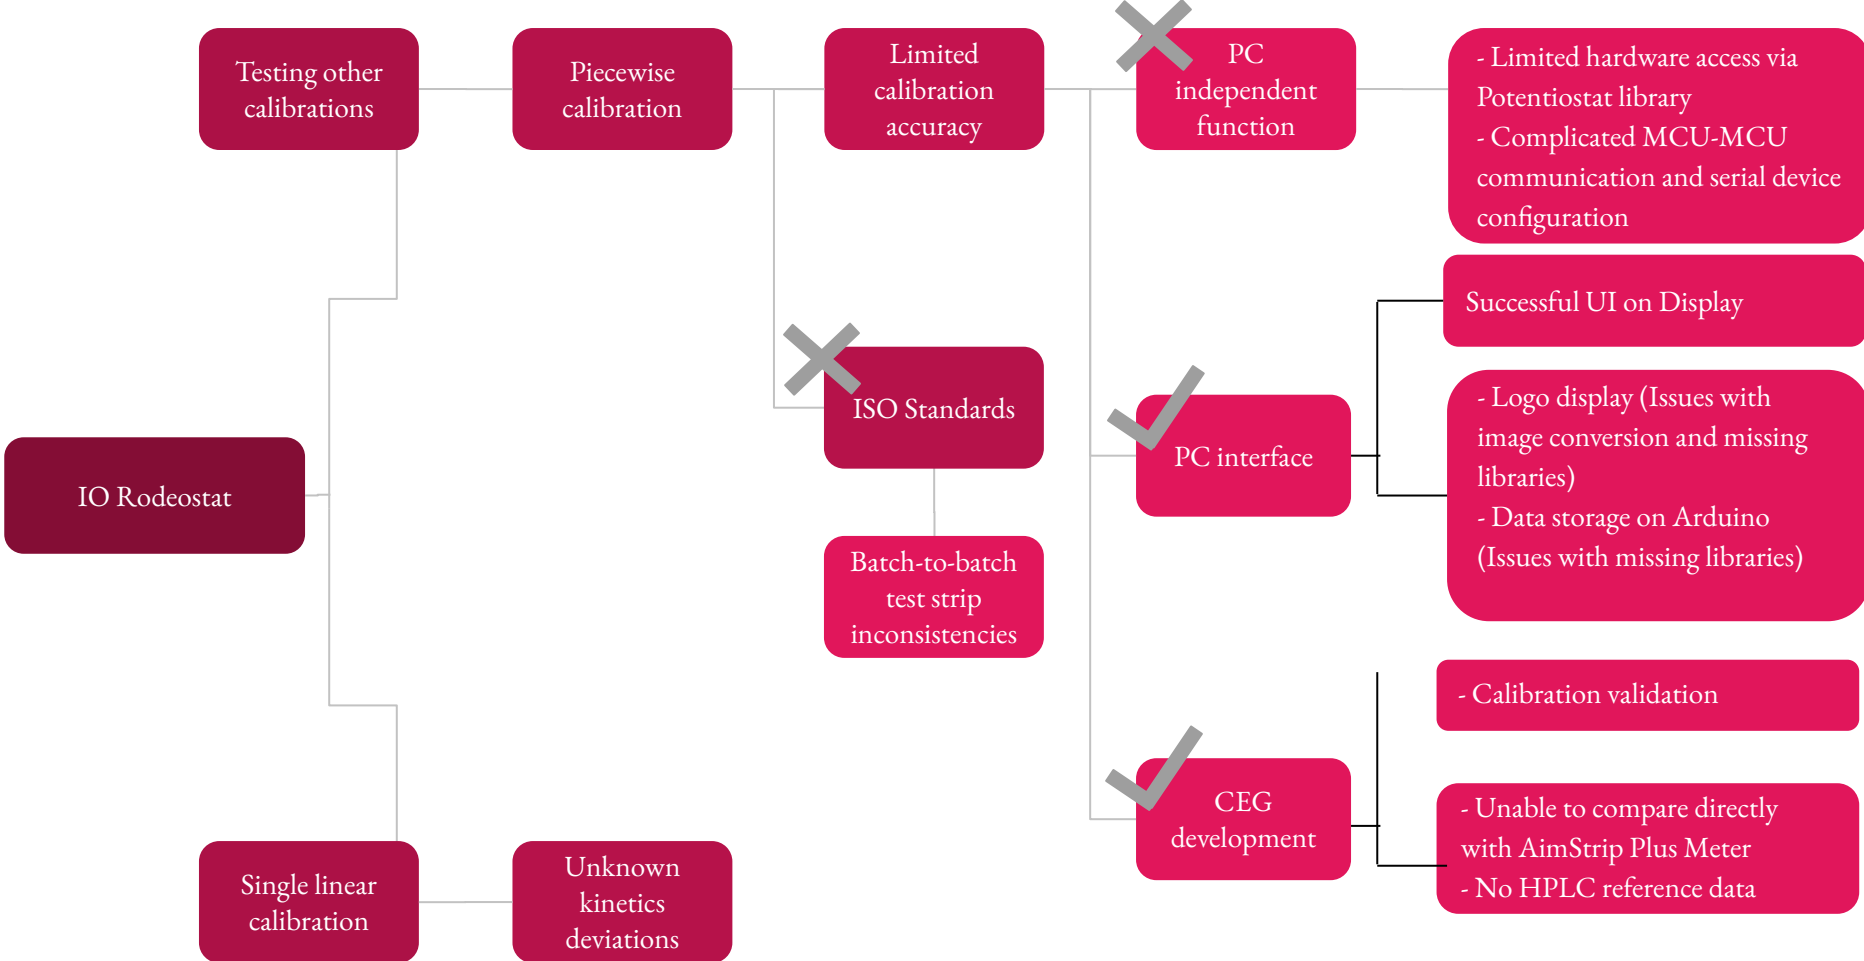 Testing other
calibrations
Piecewise
calibration
Limited
calibration
accuracy
PC
independent
function
- Limited hardware access via
Potentiostat library
- Complicated MCU-MCU
communication and serial device
configuration
Successful UI on Display
ISO Standards
- Logo display (Issues with
image conversion and missing
libraries)
- Data storage on Arduino
(Issues with missing libraries)
PC interface
IO Rodeostat
Batch-to-batch
test strip
inconsistencies
- Calibration validation
CEG
development
- Unable to compare directly
with AimStrip Plus Meter
- No HPLC reference data
Single linear
calibration
Unknown
kinetics
deviations